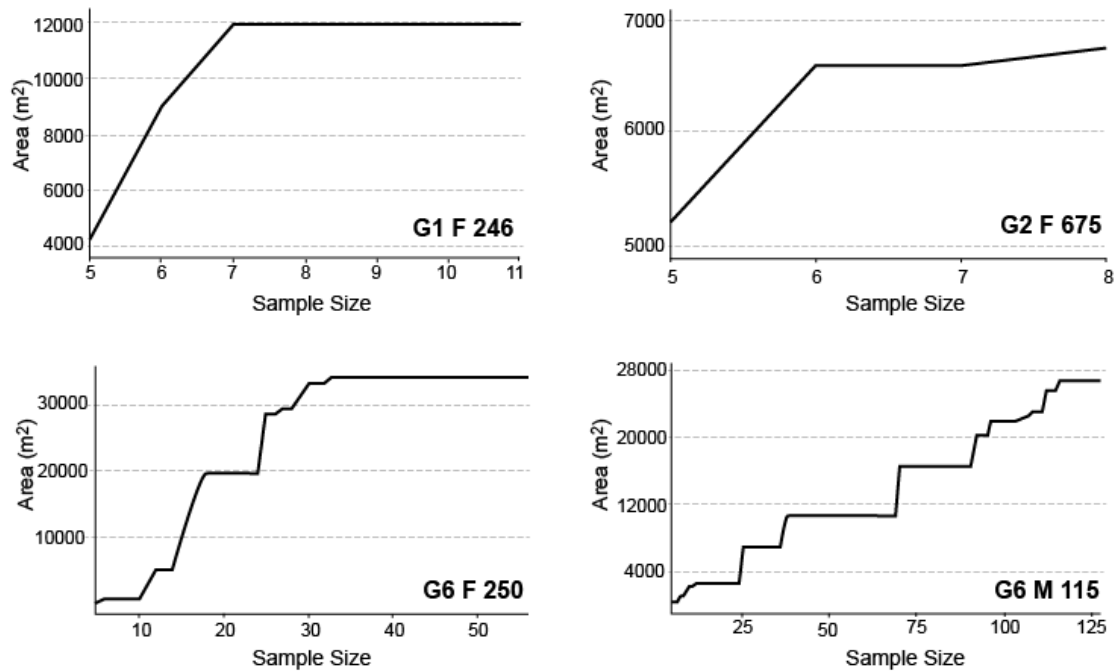 12000
10000
8000
6000
4000
Area (m²)
5 6 7 8 9 10 11
Sample Size
G1 F 246
7000
6000
5000
Area (m²)
5 6 7 8
Sample Size
G2 F 675
30000
20000
10000
Area (m²)
10 20 30 40 50
Sample Size
G6 F 250
28000
20000
12000
4000
Area (m²)
25 50 75 100 125
Sample Size
G6 M 115